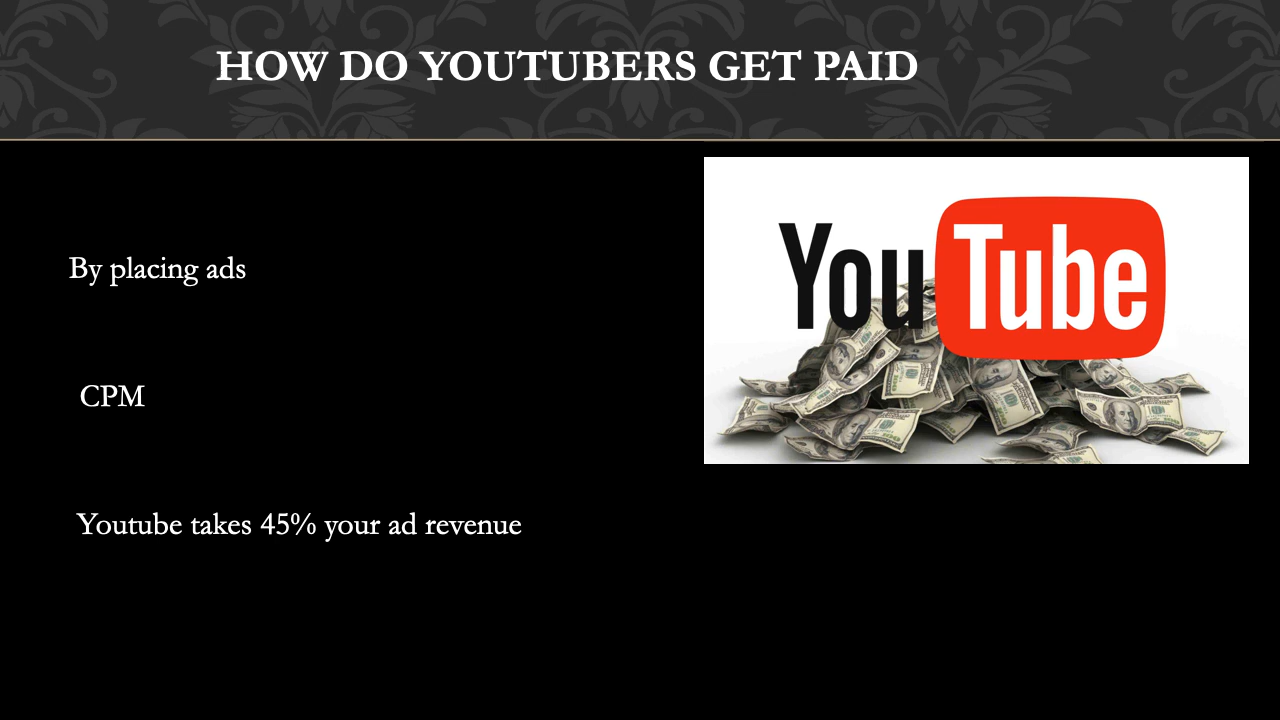 HOW DO YOUTUBERS GET PAID
By placing ads
CPM
Youtube takes 45% your ad revenue
YouTube